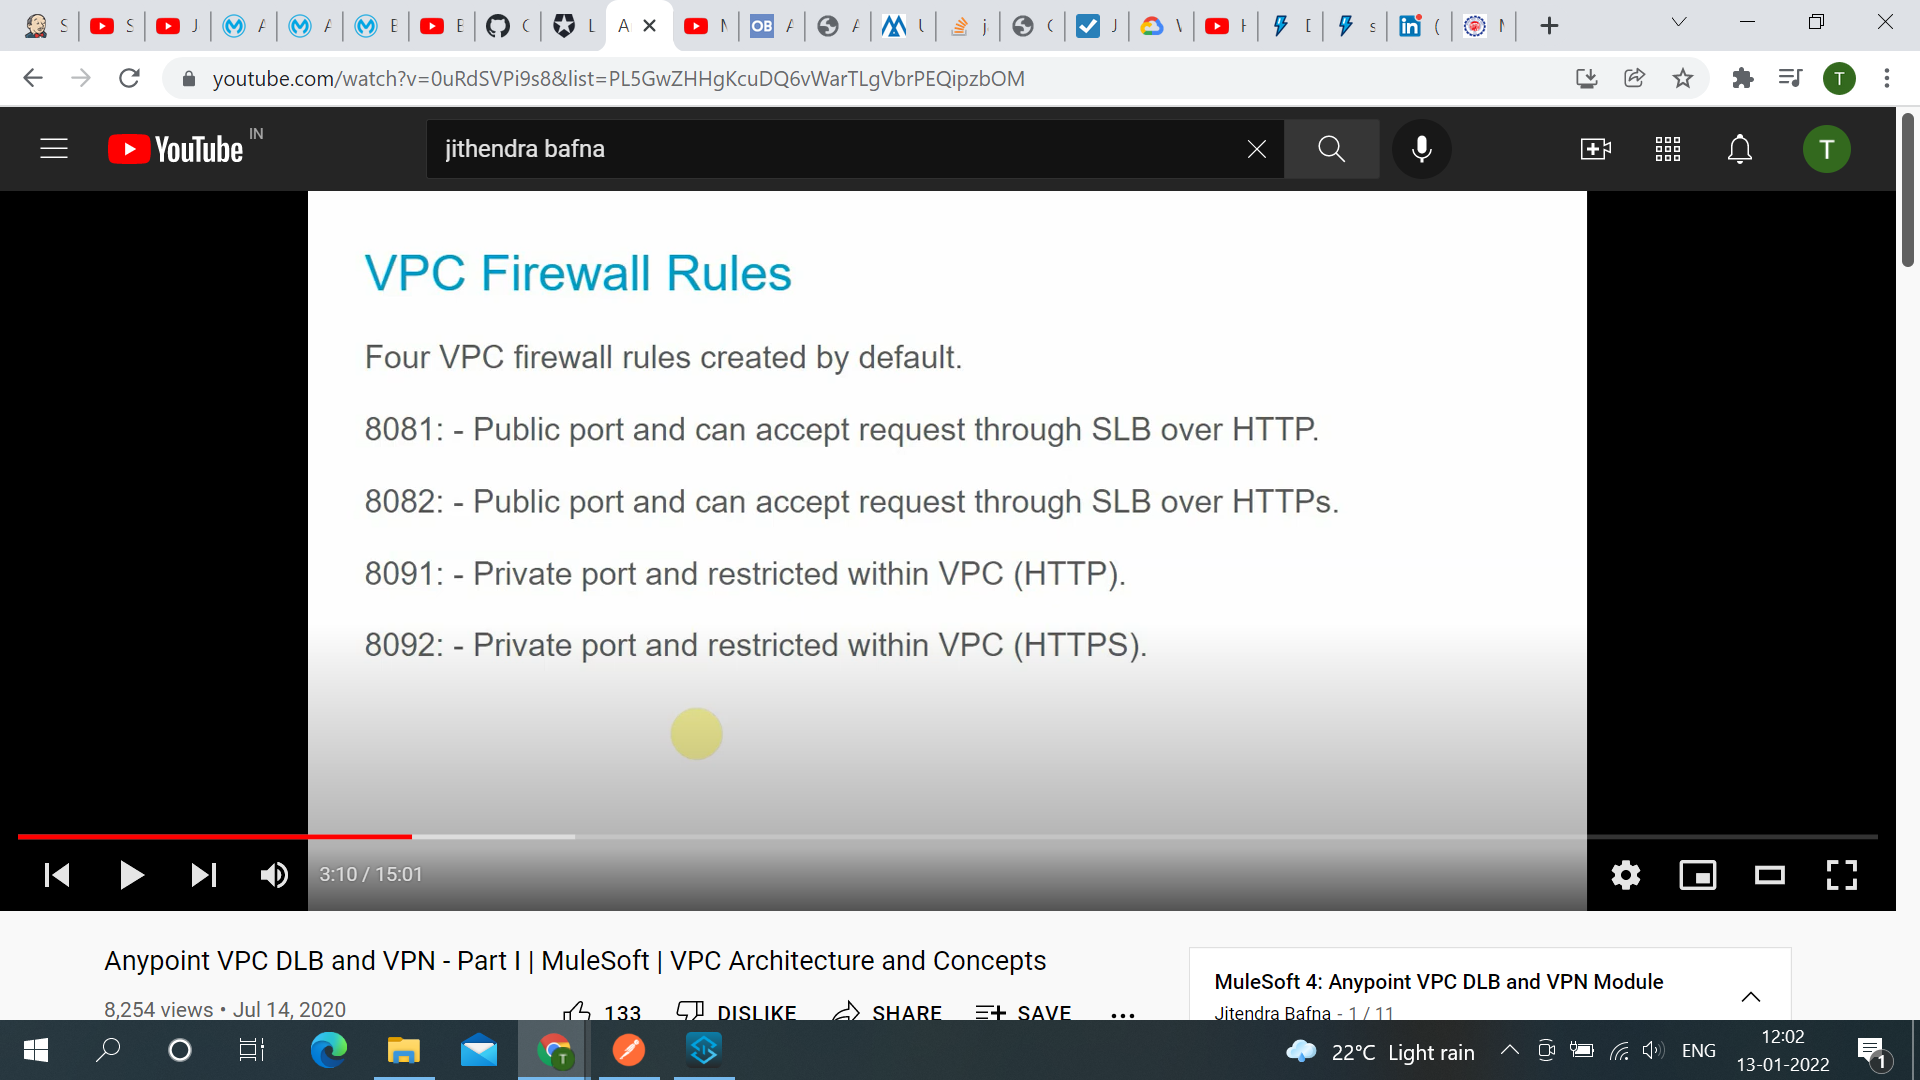 youtube.com/watch?v=0uRdSVPi9s8&list=PL5GwZHHgKcuDQ6vWarTLgVbrPEQipzbOM
T
YouTube IN
jithendra bafna
T
VPC Firewall Rules
Four VPC firewall rules created by default.
8081: - Public port and can accept request through SLB over HTTP.
8082: - Public port and can accept request through SLB over HTTPs.
8091: - Private port and restricted within VPC (HTTP).
8092: - Private port and restricted within VPC (HTTPS).
3:10 / 15:01
Anypoint VPC DLB and VPN - Part I | MuleSoft | VPC Architecture and Concepts
8,254 views • Jul 14, 2020
133 DISLIKE SHARE SAVE
MuleSoft 4: Anypoint VPC DLB and VPN Module
Jitendra Bafna - 1 / 11
22°C Light rain
ENG
12:02
13-01-2022
1